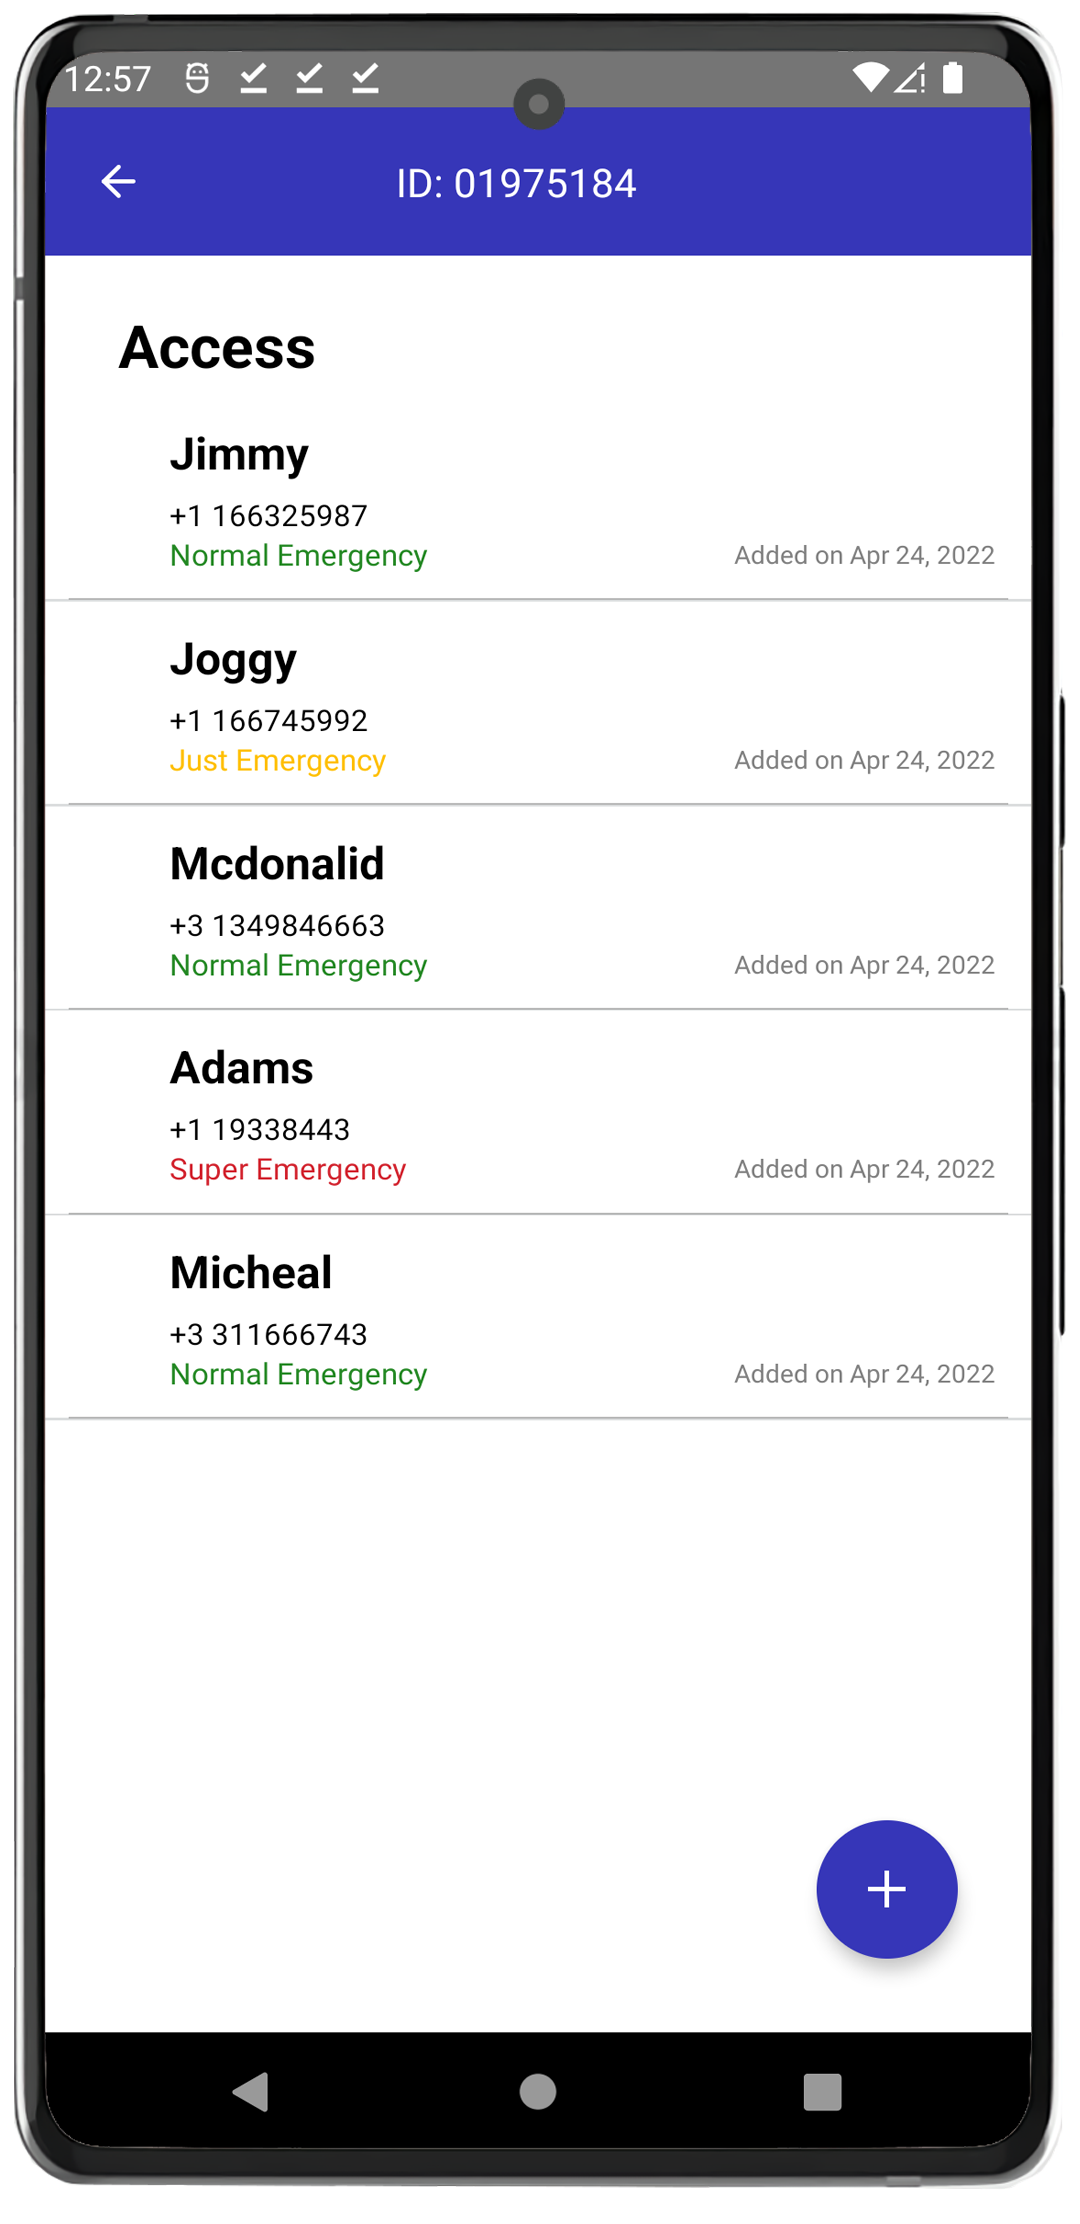 12:57
ID: 01975184
Access
Jimmy
+1 166325987
Normal Emergency
Added on Apr 24, 2022
Joggy
+1 166745992
Just Emergency
Added on Apr 24, 2022
Mcdonalid
+3 1349846663
Normal Emergency
Added on Apr 24, 2022
Adams
+1 19338443
Super Emergency
Added on Apr 24, 2022
Micheal
+3 311666743
Normal Emergency
Added on Apr 24, 2022